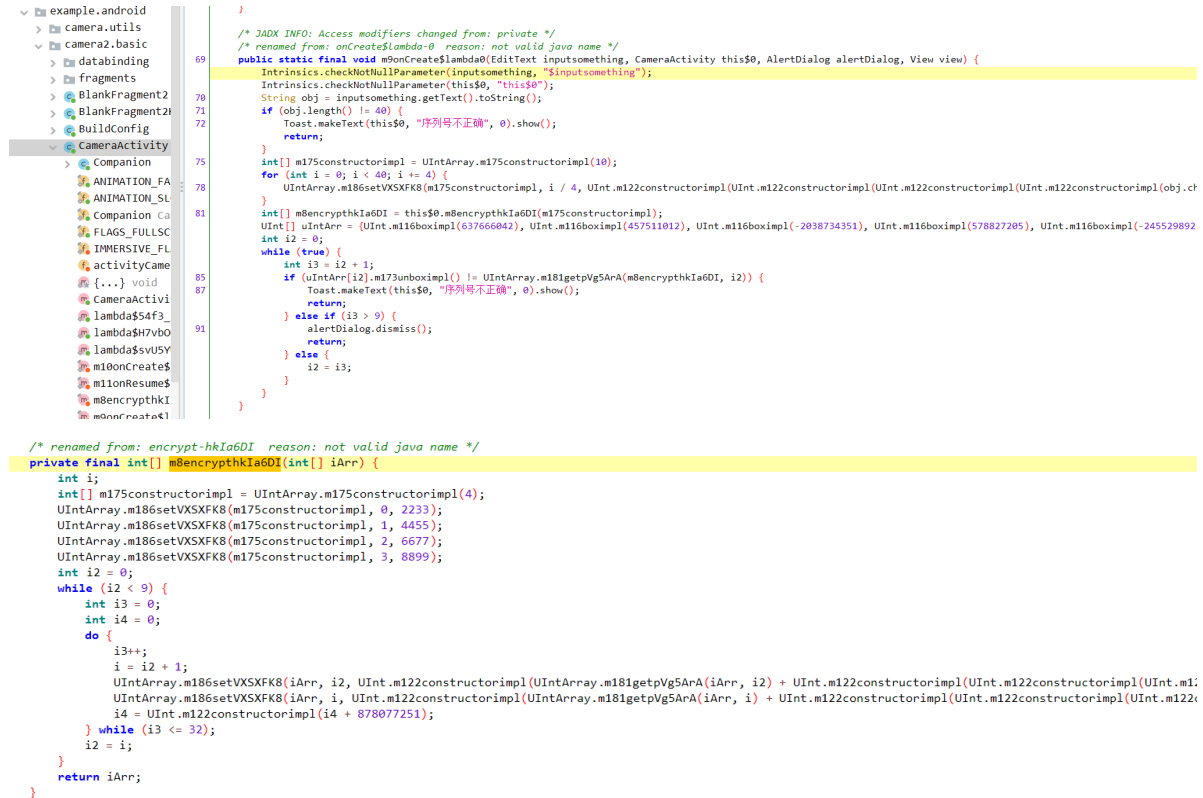 example.android
camera.utils
camera2.basic
databinding
fragments
BlankFragment2
BlankFragment2
BuildConfig
CameraActivity
Companion
ANIMATION_FA
ANIMATION_SL
Companion Ca
FLAGS_FULLSC
IMMERSIVE_FL
activityCame
{...} void
CameraActivi
lambda$54f3_
lambda$H7vbO
lambda$svU5Y
m10onCreate$
m11onResume$
m8encrypthkI
m9onCreate$l
}
/* JADX INFO: Access modifiers changed from: private */
/* renamed from: onCreate$lambda-0  reason: not valid java name */
69 public static final void m9onCreate$lambda0(EditText inputsomething, CameraActivity this$0, AlertDialog alertDialog, View view) {
Intrinsics.checkNotNullParameter(inputsomething, "$inputsomething");
Intrinsics.checkNotNullParameter(this$0, "this$0");
70 String obj = inputsomething.getText().toString();
71 if (obj.length() != 40) {
72 Toast.makeText(this$0, "序列号不正确", 0).show();
return;
}
75 int[] m175constructorimpl = UIntArray.m175constructorimpl(10);
for (int i = 0; i < 40; i += 4) {
78 UIntArray.m186setVXSXFK8(m175constructorimpl, i / 4, UInt.m122constructorimpl(UInt.m122constructorimpl(UInt.m122constructorimpl(UInt.m122constructorimpl(obj.ch
}
81 int[] m8encrypthkIa6DI = this$0.m8encrypthkIa6DI(m175constructorimpl);
UInt[] uIntArr = {UInt.m116boximpl(637666042), UInt.m116boximpl(457511012), UInt.m116boximpl(-2038734351), UInt.m116boximpl(578827205), UInt.m116boximpl(-245529892
int i2 = 0;
while (true) {
int i3 = i2 + 1;
85 if (uIntArr[i2].m173unboximpl() != UIntArray.m181getpVg5ArA(m8encrypthkIa6DI, i2)) {
87 Toast.makeText(this$0, "序列号不正确", 0).show();
return;
} else if (i3 > 9) {
91 alertDialog.dismiss();
return;
} else {
i2 = i3;
}
}
}
/* renamed from: encrypt-hkIa6DI  reason: not valid java name */
private final int[] m8encrypthkIa6DI(int[] iArr) {
int i;
int[] m175constructorimpl = UIntArray.m175constructorimpl(4);
UIntArray.m186setVXSXFK8(m175constructorimpl, 0, 2233);
UIntArray.m186setVXSXFK8(m175constructorimpl, 1, 4455);
UIntArray.m186setVXSXFK8(m175constructorimpl, 2, 6677);
UIntArray.m186setVXSXFK8(m175constructorimpl, 3, 8899);
int i2 = 0;
while (i2 < 9) {
int i3 = 0;
int i4 = 0;
do {
i3++;
i = i2 + 1;
UIntArray.m186setVXSXFK8(iArr, i2, UInt.m122constructorimpl(UIntArray.m181getpVg5ArA(iArr, i2) + UInt.m122constructorimpl(UInt.m122constructorimpl(UInt.m12
UIntArray.m186setVXSXFK8(iArr, i, UInt.m122constructorimpl(UIntArray.m181getpVg5ArA(iArr, i) + UInt.m122constructorimpl(UInt.m122constructorimpl(UInt.m122c
i4 = UInt.m122constructorimpl(i4 + 878077251);
} while (i3 <= 32);
i2 = i;
}
return iArr;
}